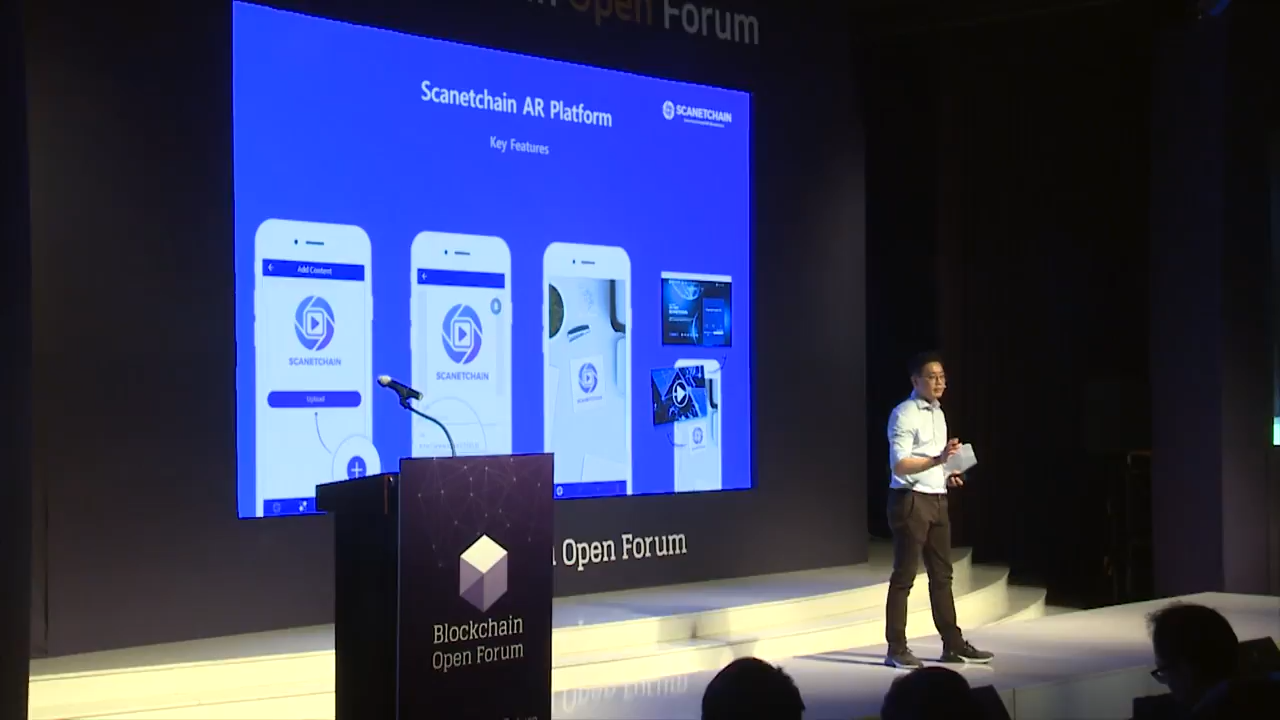 Open Forum
Scanetchain AR Platform
SCANETCHAIN
Key Features
Add Content
SCANETCHAIN
Upload
SCANETCHAIN
Open Forum
Blockchain
Open Forum